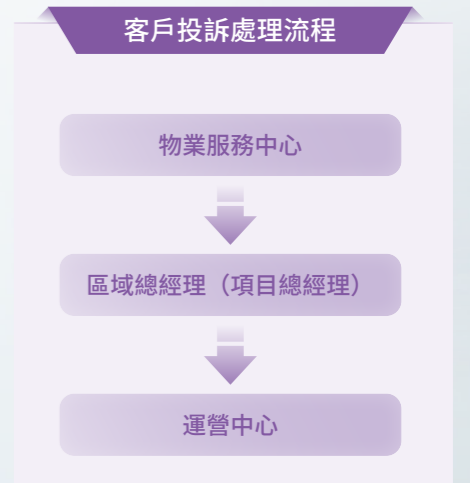 客戶投訴處理流程
物業服務中心
區域總經理（項目總經理）
運營中心